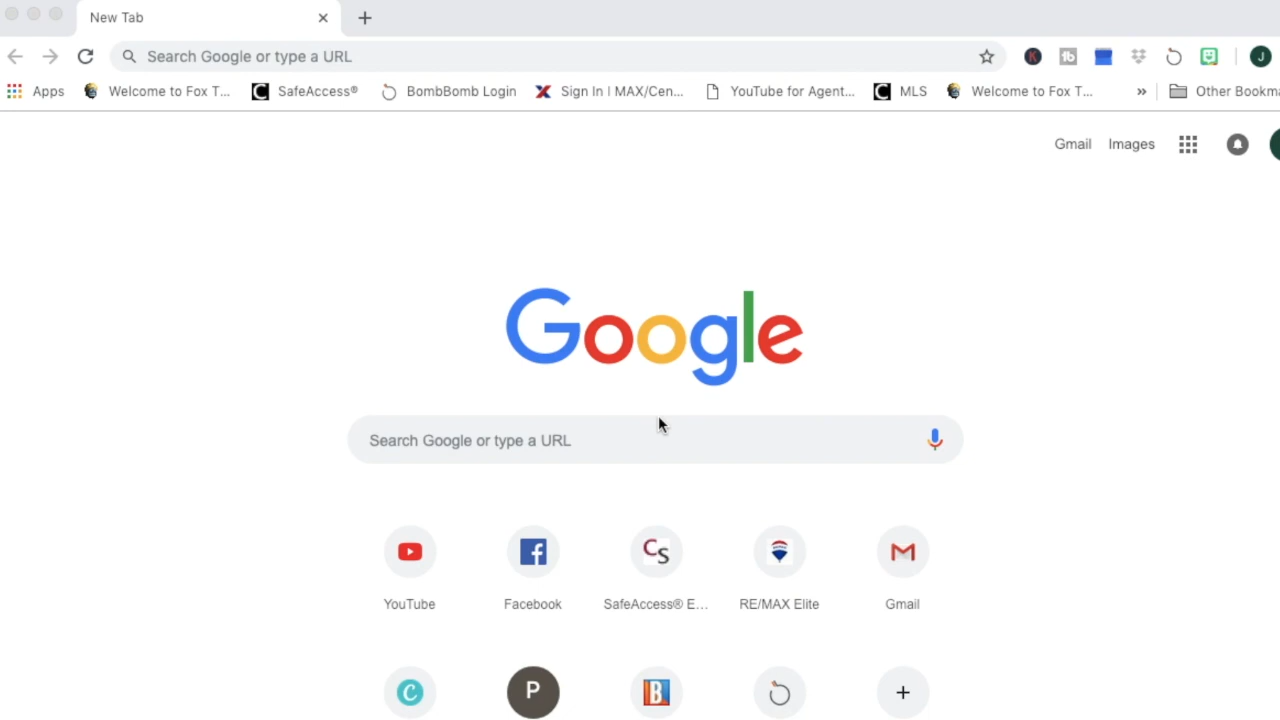 New Tab
Search Google or type a URL
K
tb
J
Apps
Welcome to Fox T...
C
SafeAccess®
BombBomb Login
X
Sign In | MAX/Cen...
YouTube for Agent...
C
MLS
Welcome to Fox T...
»
Other Bookma
Gmail
Images
Google
Search Google or type a URL
f
CS
M
YouTube
Facebook
SafeAccess® E...
RE/MAX Elite
Gmail
C
P
B